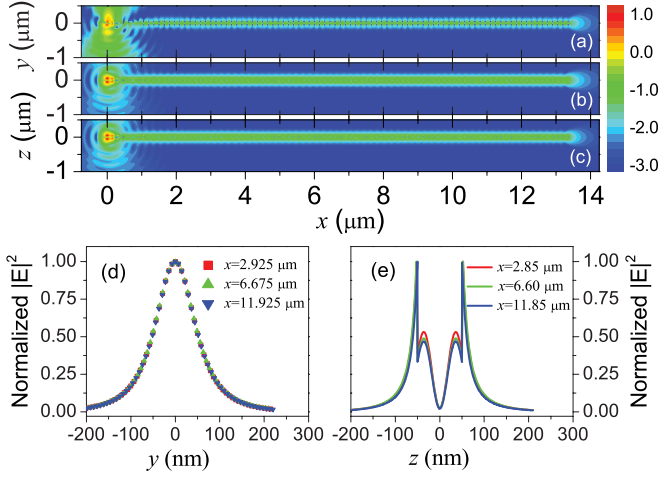 0
-1
y (μm)
(a)
0
-1
(b)
0
-1
z (μm)
(c)
0 2 4 6 8 10 12 14
x (μm)
1.0
0.0
-1.0
-2.0
-3.0
(d)
x=2.925 μm
x=6.675 μm
x=11.925 μm
1.00
0.75
0.50
0.25
0.00
Normalized |E|²
-200 -100 0 100 200 300
y (nm)
(e)
x=2.85 μm
x=6.60 μm
x=11.85 μm
1.00
0.75
0.50
0.25
0.00
Normalized |E|²
-200 -100 0 100 200 300
z (nm)